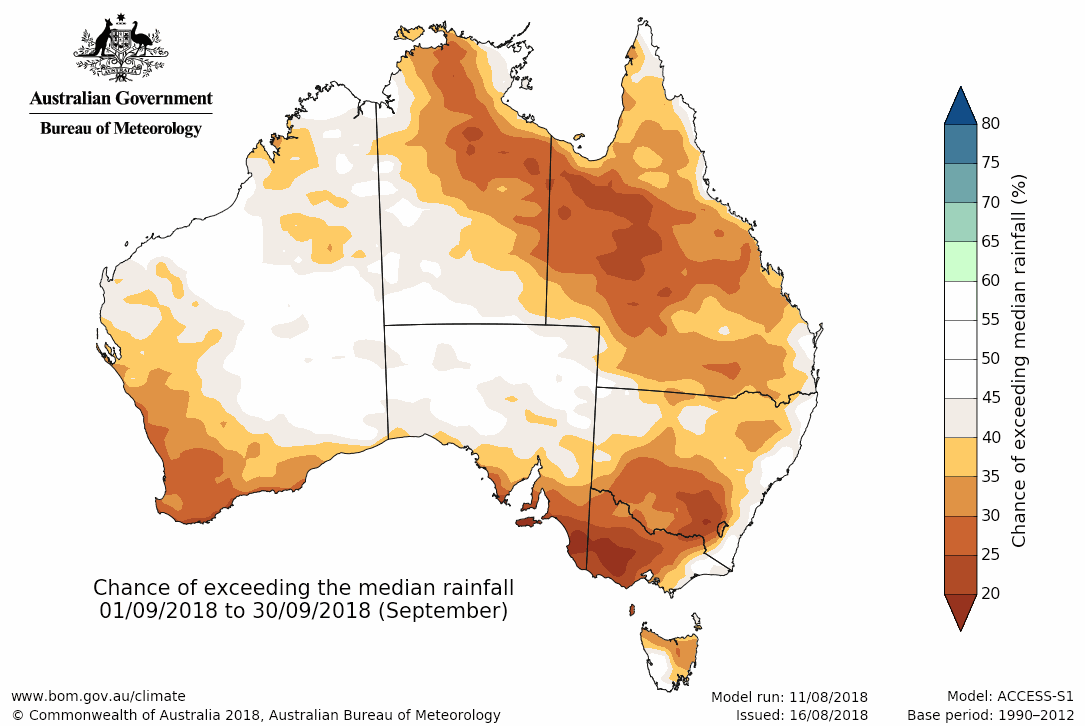 AUSTRALIA
Australian Government
Bureau of Meteorology
80
75
70
65
60
55
50
45
40
35
30
25
20
Chance of exceeding median rainfall (%)
Chance of exceeding the median rainfall
01/09/2018 to 30/09/2018 (September)
www.bom.gov.au/climate
© Commonwealth of Australia 2018, Australian Bureau of Meteorology
Model run: 11/08/2018
Issued: 16/08/2018
Model: ACCESS-S1
Base period: 1990–2012